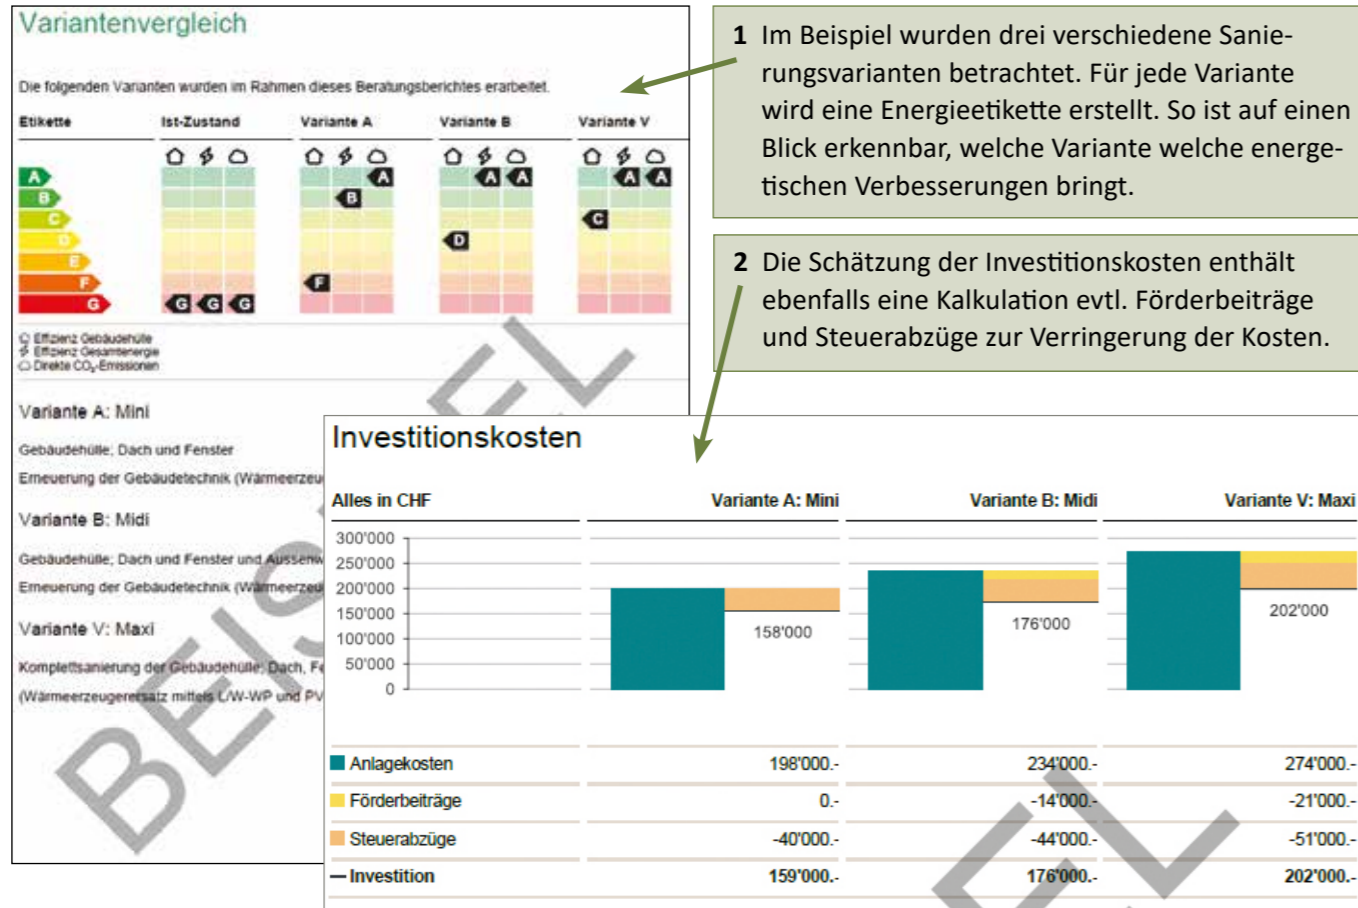 Variantenvergleich
Die folgenden Varianten wurden im Rahmen dieses Beratungsberichtes erarbeitet.
Etikette Ist-Zustand Variante A Variante B Variante V
A A A A A A
B B
C C
D D
E
F F
G G G G
Effizienz Gebäudehülle
Effizienz Gesamtenergie
Direkte CO₂-Emissionen
Variante A: Mini
Gebäudehülle; Dach und Fenster
Erneuerung der Gebäudetechnik (Wärmeerzeu
Variante B: Midi
Gebäudehülle; Dach und Fenster und Aussenw
Erneuerung der Gebäudetechnik (Wärmeerzeu
Variante V: Maxi
Komplettsanierung der Gebäudehülle; Dach, Fe
(Wärmeerzeugerersatz mittels L/W-WP und PV
BEISPIEL
1 Im Beispiel wurden drei verschiedene Sanie-
rungsvarianten betrachtet. Für jede Variante
wird eine Energieetikette erstellt. So ist auf einen
Blick erkennbar, welche Variante welche energe-
tischen Verbesserungen bringt.
2 Die Schätzung der Investitionskosten enthält
ebenfalls eine Kalkulation evtl. Förderbeiträge
und Steuerabzüge zur Verringerung der Kosten.
Investitionskosten
Alles in CHF Variante A: Mini Variante B: Midi Variante V: Maxi
300'000
250'000
200'000
150'000
100'000
50'000
0
158'000 176'000 202'000
Anlagekosten 198'000.- 234'000.- 274'000.-
Förderbeiträge 0.- -14'000.- -21'000.-
Steuerabzüge -40'000.- -44'000.- -51'000.-
Investition 159'000.- 176'000.- 202'000.-
EL